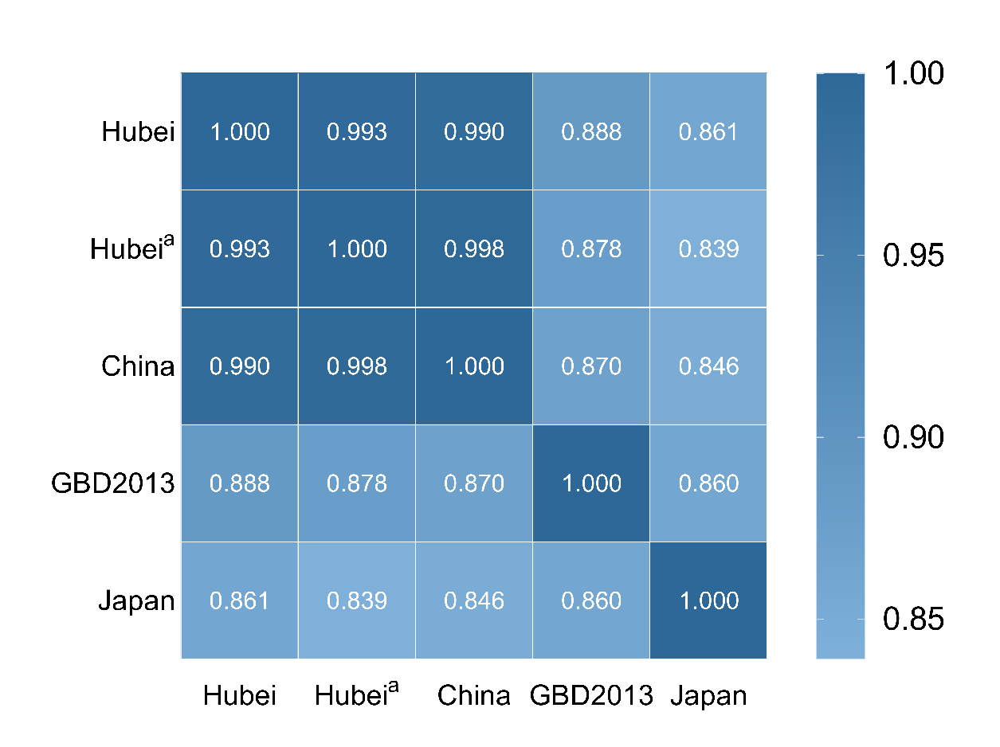 1.00
Hubei 1.000 0.993 0.990 0.888 0.861
0.95
Hubeiᵃ 0.993 1.000 0.998 0.878 0.839
China 0.990 0.998 1.000 0.870 0.846
0.90
GBD2013 0.888 0.878 0.870 1.000 0.860
Japan 0.861 0.839 0.846 0.860 1.000
0.85
Hubei Hubeiᵃ China GBD2013 Japan